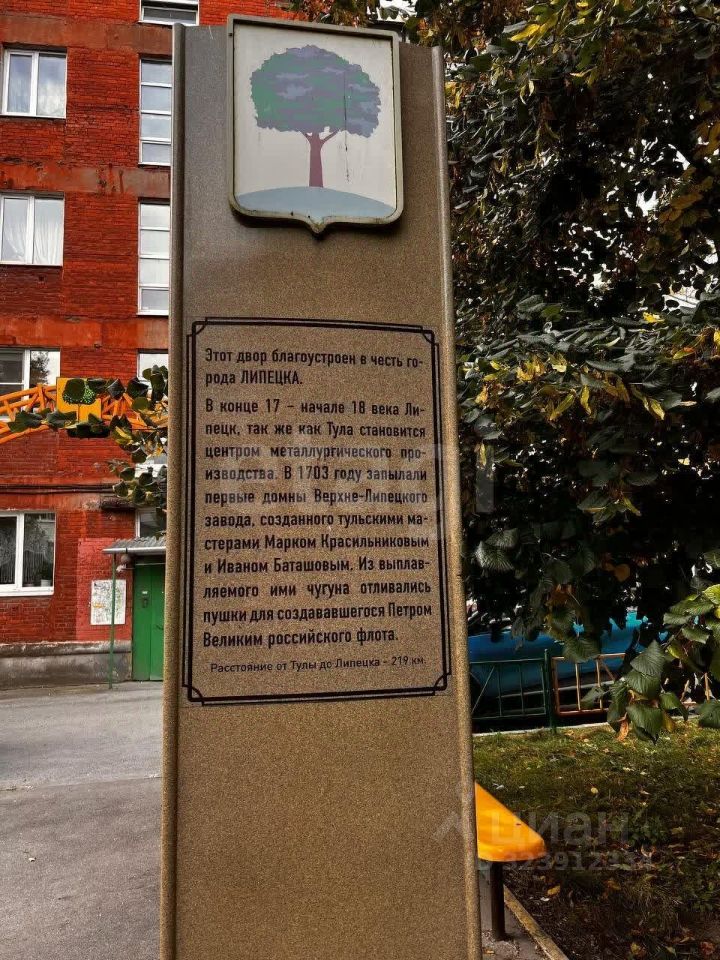 Этот двор благоустроен в честь го-
рода ЛИПЕЦКА.
В конце 17 – начале 18 века Ли-
пецк, так же как Тула становится
центром металлургического про-
изводства. В 1703 году запылали
первые домны Верхне-Липецкого
завода, созданного тульскими ма-
стерами Марком Красильниковым
и Иваном Баташовым. Из выплав-
ляемого ими чугуна отливались
пушки для создававшегося Петром
Великим российского флота.
Расстояние от Тулы до Липецка - 219 км.
циан